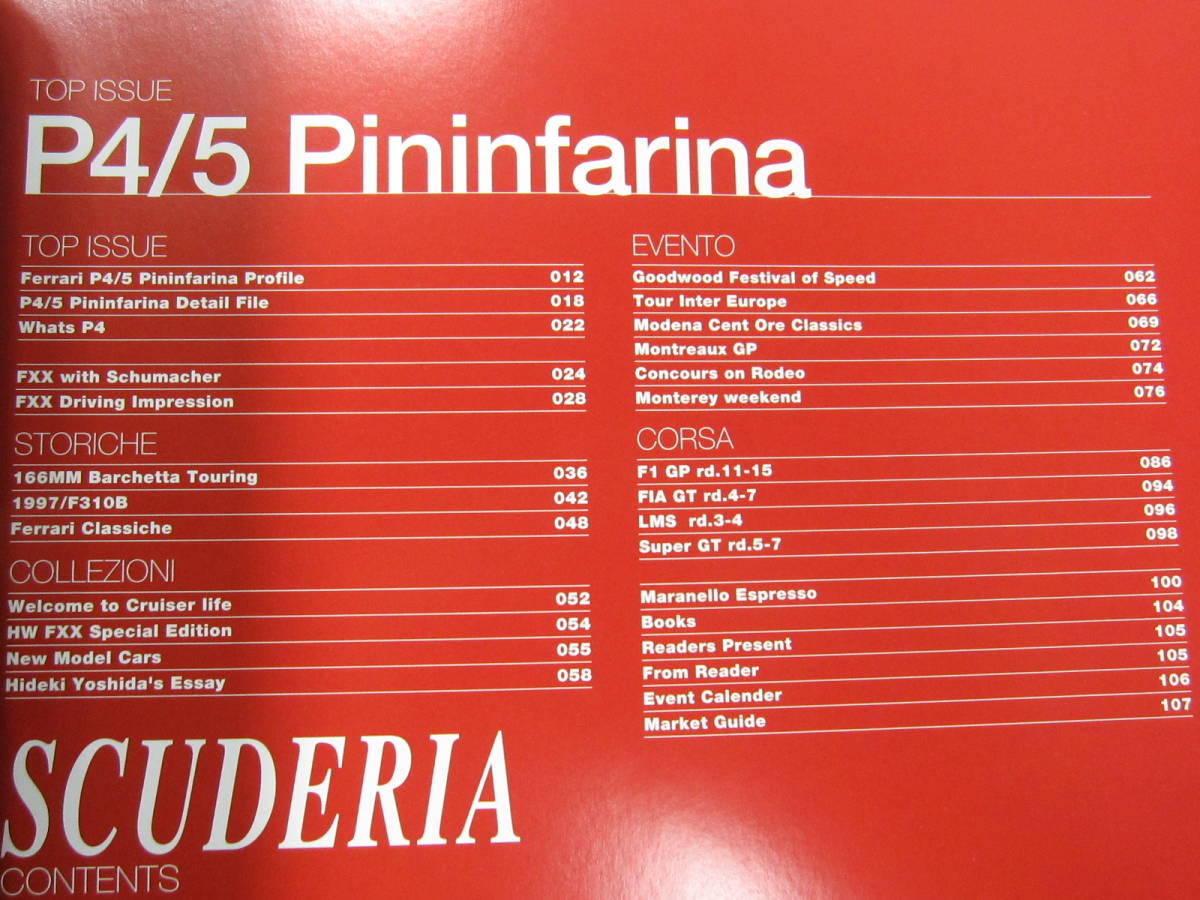 TOP ISSUE
P4/5 Pininfarina
TOP ISSUE
Ferrari P4/5 Pininfarina Profile 012
P4/5 Pininfarina Detail File 018
Whats P4 022
FXX with Schumacher 024
FXX Driving Impression 028
STORICHE
166MM Barchetta Touring 036
1997/F310B 042
Ferrari Classiche 048
COLLEZIONI
Welcome to Cruiser life 052
HW FXX Special Edition 054
New Model Cars 055
Hideki Yoshida's Essay 058
EVENTO
Goodwood Festival of Speed 062
Tour Inter Europe 066
Modena Cent Ore Classics 069
Montreaux GP 072
Concours on Rodeo 074
Monterey weekend 076
CORSA
F1 GP rd.11-15 086
FIA GT rd.4-7 094
LMS rd.3-4 096
Super GT rd.5-7 098
Maranello Espresso 100
Books 104
Readers Present 105
From Reader 105
Event Calender 106
Market Guide 107
SCUDERIA
CONTENTS